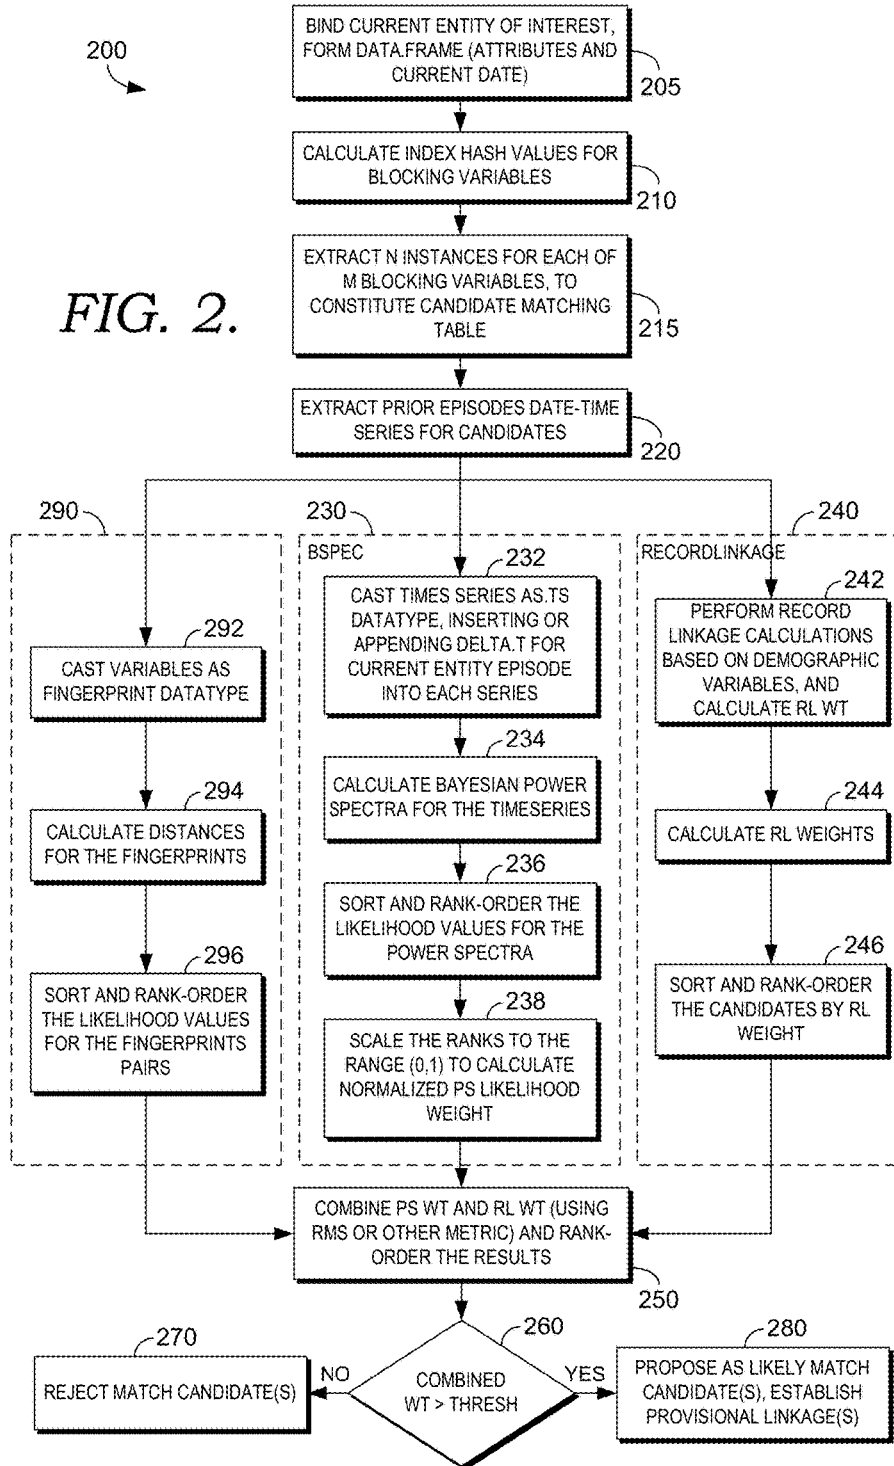 200
BIND CURRENT ENTITY OF INTEREST,
FORM DATA.FRAME (ATTRIBUTES AND
CURRENT DATE)
205
CALCULATE INDEX HASH VALUES FOR
BLOCKING VARIABLES
210
FIG. 2.
EXTRACT N INSTANCES FOR EACH OF
M BLOCKING VARIABLES, TO
CONSTITUTE CANDIDATE MATCHING
TABLE
215
EXTRACT PRIOR EPISODES DATE-TIME
SERIES FOR CANDIDATES
220
290
292
CAST VARIABLES AS
FINGERPRINT DATATYPE
294
CALCULATE DISTANCES
FOR THE FINGERPRINTS
296
SORT AND RANK-ORDER
THE LIKELIHOOD VALUES
FOR THE FINGERPRINTS
PAIRS
230
BSPEC
232
CAST TIMES SERIES AS.TS
DATATYPE, INSERTING OR
APPENDING DELTA.T FOR
CURRENT ENTITY EPISODE
INTO EACH SERIES
234
CALCULATE BAYESIAN POWER
SPECTRA FOR THE TIMESERIES
236
SORT AND RANK-ORDER THE
LIKELIHOOD VALUES FOR THE
POWER SPECTRA
238
SCALE THE RANKS TO THE
RANGE (0,1) TO CALCULATE
NORMALIZED PS LIKELIHOOD
WEIGHT
240
RECORDLINKAGE
242
PERFORM RECORD
LINKAGE CALCULATIONS
BASED ON DEMOGRAPHIC
VARIABLES, AND
CALCULATE RL WT
244
CALCULATE RL WEIGHTS
246
SORT AND RANK-ORDER
THE CANDIDATES BY RL
WEIGHT
COMBINE PS WT AND RL WT (USING
RMS OR OTHER METRIC) AND RANK-
ORDER THE RESULTS
250
260
COMBINED
WT > THRESH
NO
YES
270
REJECT MATCH CANDIDATE(S)
280
PROPOSE AS LIKELY MATCH
CANDIDATE(S), ESTABLISH
PROVISIONAL LINKAGE(S)